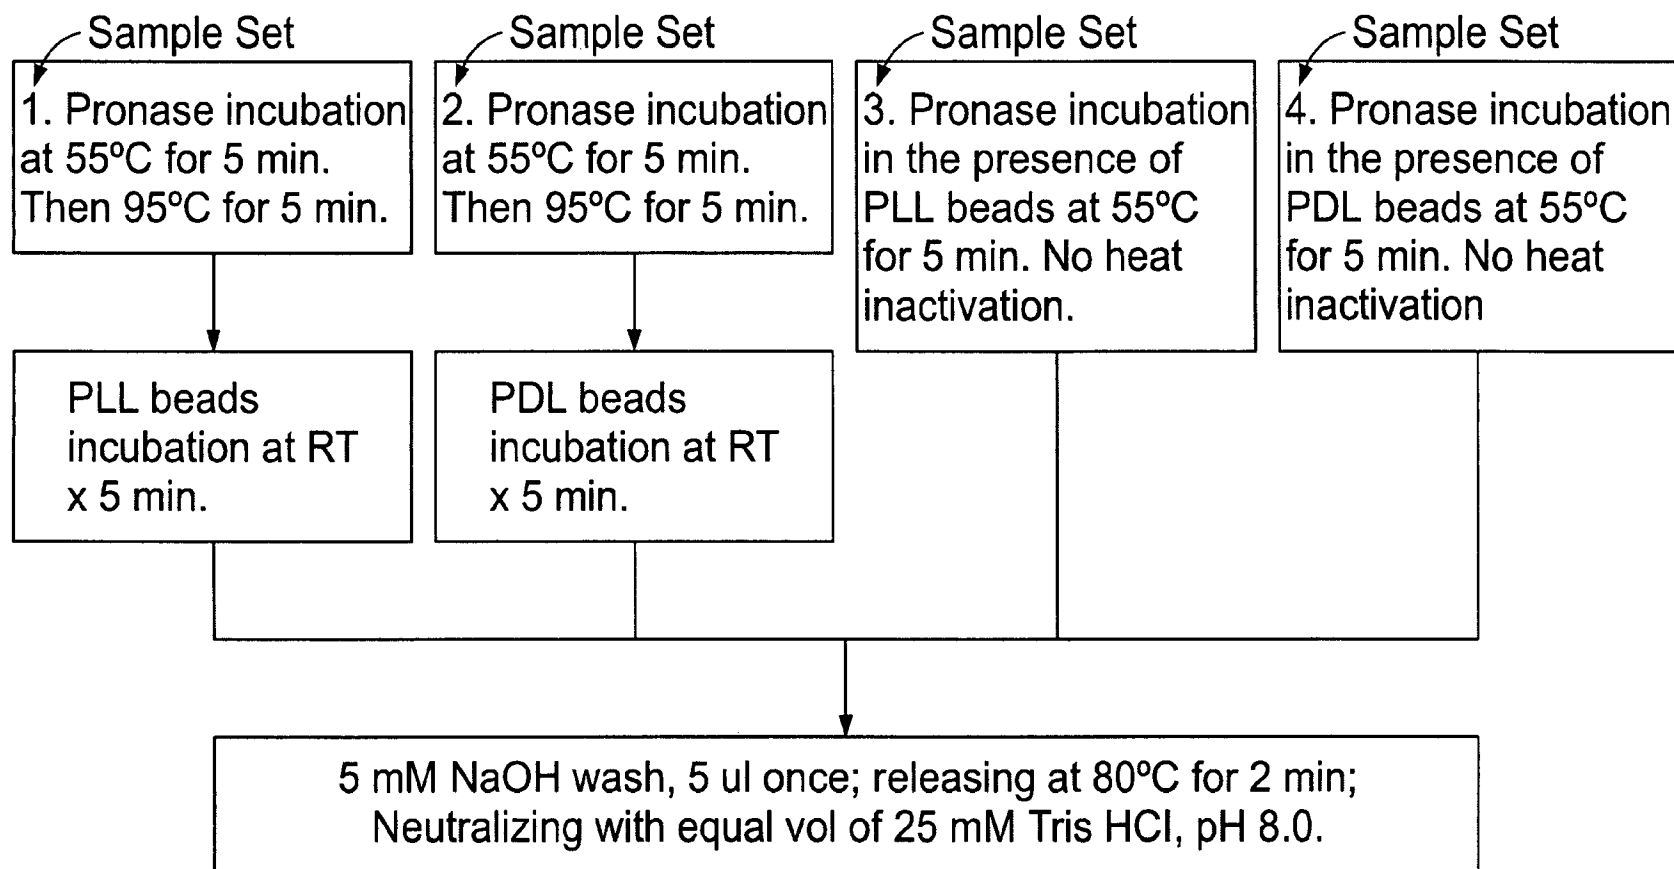 Sample Set
1. Pronase incubation
at 55ºC for 5 min.
Then 95ºC for 5 min.
Sample Set
2. Pronase incubation
at 55ºC for 5 min.
Then 95ºC for 5 min.
Sample Set
3. Pronase incubation
in the presence of
PLL beads at 55ºC
for 5 min. No heat
inactivation.
Sample Set
4. Pronase incubation
in the presence of
PDL beads at 55ºC
for 5 min. No heat
inactivation
PLL beads
incubation at RT
x 5 min.
PDL beads
incubation at RT
x 5 min.
5 mM NaOH wash, 5 ul once; releasing at 80ºC for 2 min;
Neutralizing with equal vol of 25 mM Tris HCl, pH 8.0.